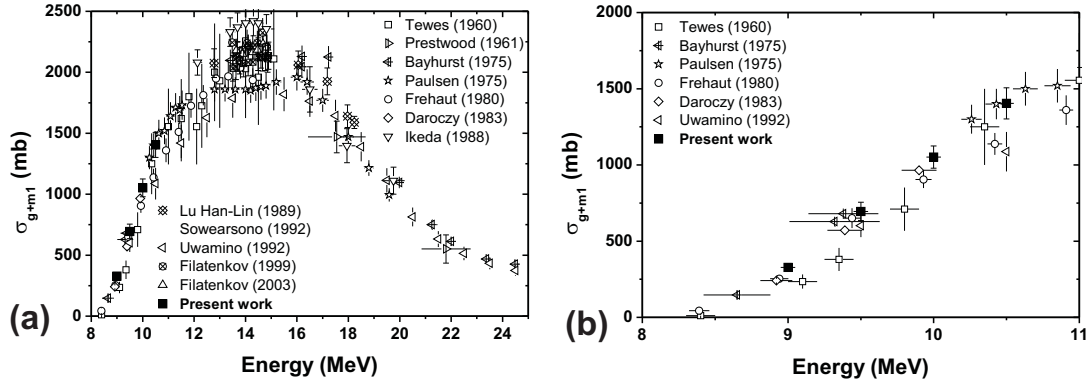 2500
2000
1500
1000
500
0
σg+m1 (mb)
8 10 12 14 16 18 20 22 24
Energy (MeV)
(a)
Tewes (1960)
Prestwood (1961)
Bayhurst (1975)
Paulsen (1975)
Frehaut (1980)
Daroczy (1983)
Ikeda (1988)
Lu Han-Lin (1989)
Sowearsono (1992)
Uwamino (1992)
Filatenkov (1999)
Filatenkov (2003)
Present work
2000
1500
1000
500
0
σg+m1 (mb)
8 9 10 11
Energy (MeV)
(b)
Tewes (1960)
Bayhurst (1975)
Paulsen (1975)
Frehaut (1980)
Daroczy (1983)
Uwamino (1992)
Present work